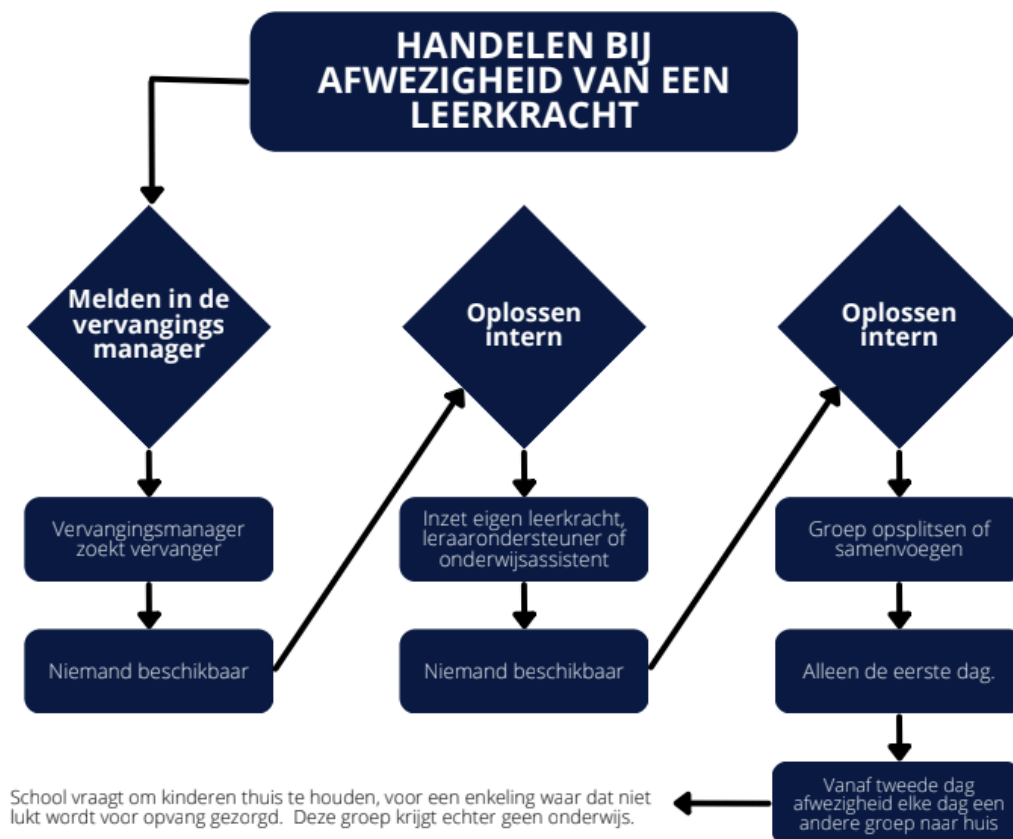 HANDELEN BIJ
AFWEZIGHEID VAN EEN
LEERKRACHT
Melden in de
vervangings
manager
Vervangingsmanager
zoekt vervanger
Niemand beschikbaar
Oplossen
intern
Inzet eigen leerkracht,
leraarondersteuner of
onderwijsassistent
Niemand beschikbaar
Oplossen
intern
Groep opsplitsen of
samenvoegen
Alleen de eerste dag.
Vanaf tweede dag
afwezigheid elke dag een
andere groep naar huis
School vraagt om kinderen thuis te houden, voor een enkeling waar dat niet
lukt wordt voor opvang gezorgd. Deze groep krijgt echter geen onderwijs.